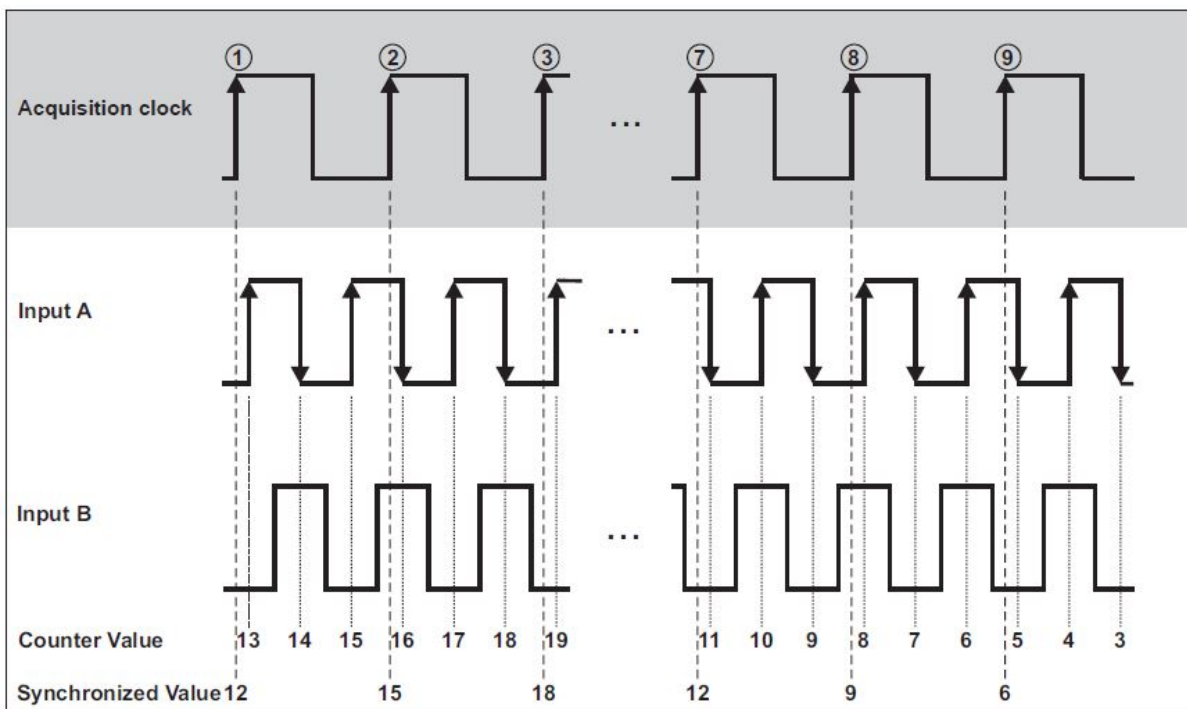 ① ② ③ ⑦ ⑧ ⑨
Acquisition clock
...
Input A
...
Input B
...
Counter Value 13 14 15 16 17 18 19 11 10 9 8 7 6 5 4 3
Synchronized Value 12 15 18 12 9 6